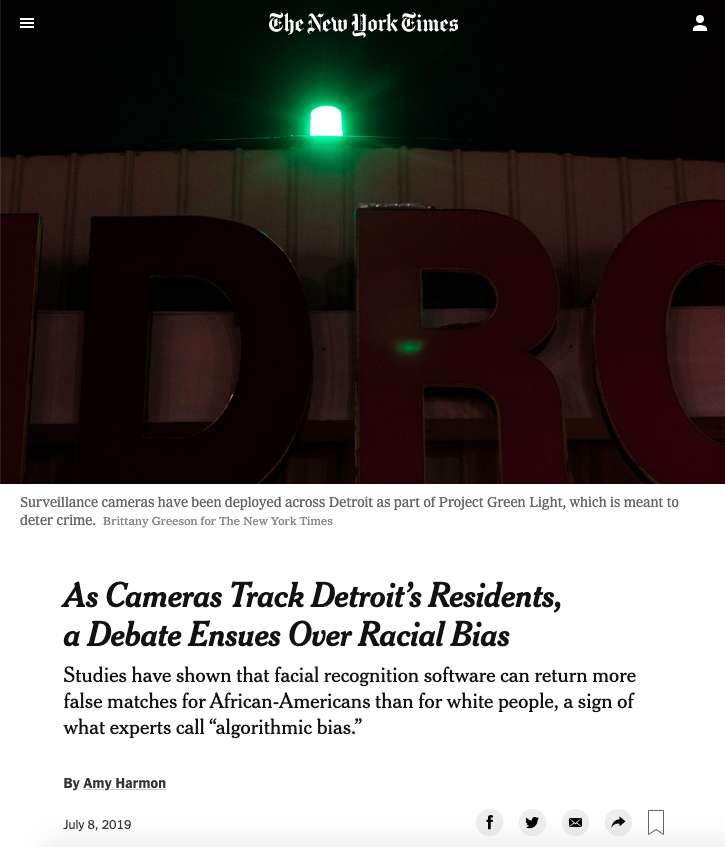 The New York Times
DRO
Surveillance cameras have been deployed across Detroit as part of Project Green Light, which is meant to
deter crime. Brittany Greeson for The New York Times
As Cameras Track Detroit’s Residents,
a Debate Ensues Over Racial Bias
Studies have shown that facial recognition software can return more
false matches for African-Americans than for white people, a sign of
what experts call “algorithmic bias.”
By Amy Harmon
July 8, 2019